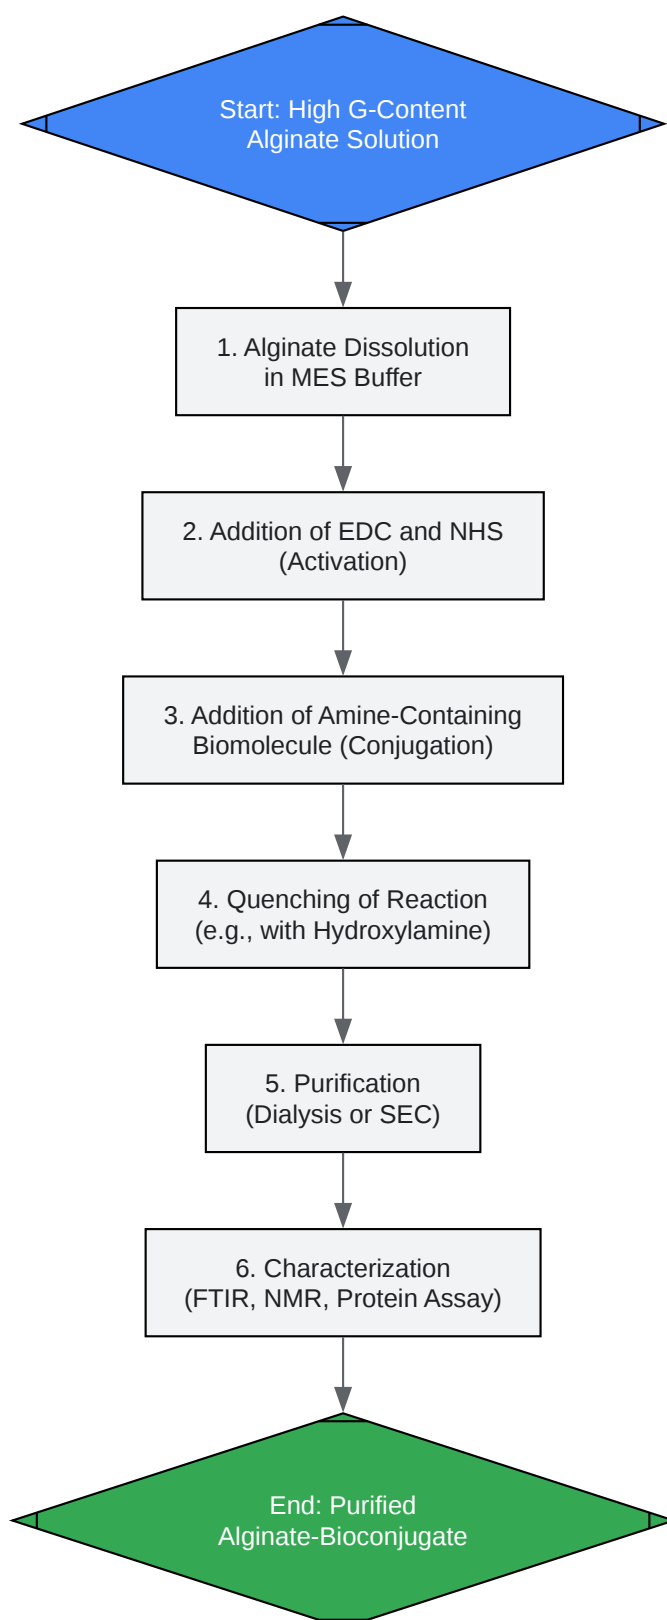 Start: High G-Content
Alginate Solution
1. Alginate Dissolution
in MES Buffer
2. Addition of EDC and NHS
(Activation)
3. Addition of Amine-Containing
Biomolecule (Conjugation)
4. Quenching of Reaction
(e.g., with Hydroxylamine)
5. Purification
(Dialysis or SEC)
6. Characterization
(FTIR, NMR, Protein Assay)
End: Purified
Alginate-Bioconjugate